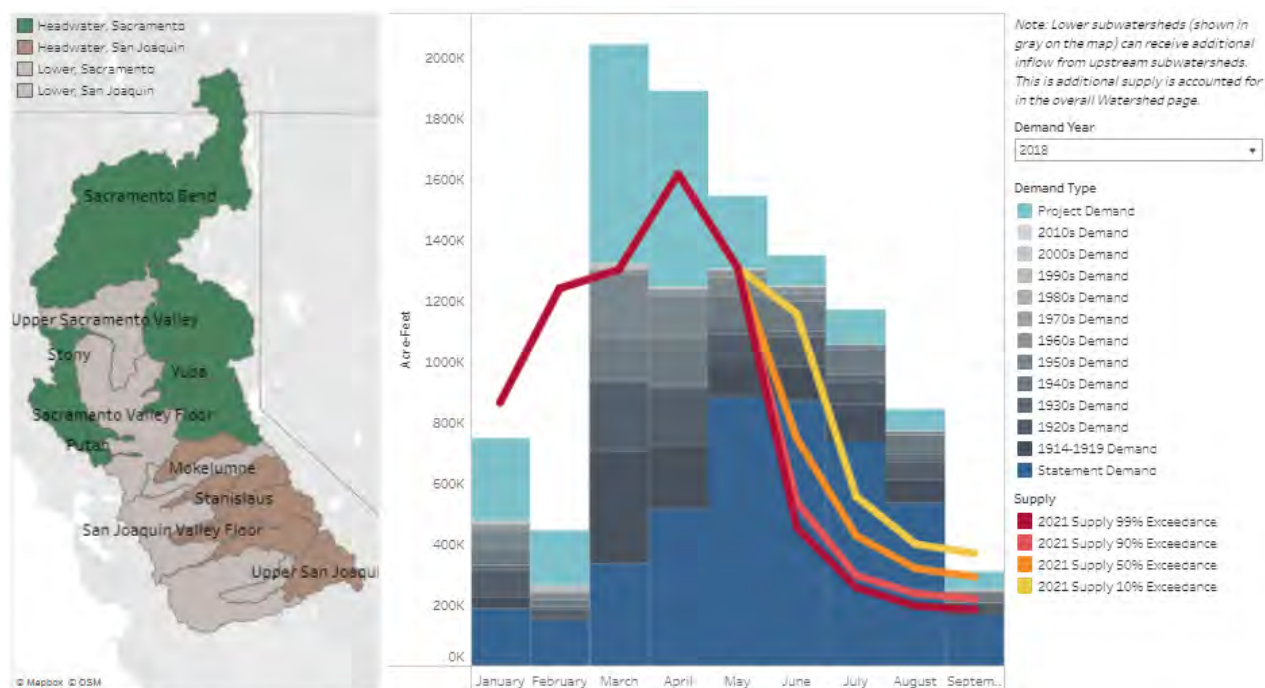 Headwater, Sacramento
Headwater, San Joaquin
Lower, Sacramento
Lower, San Joaquin
Sacramento Bend
Upper Sacramento Valley
Stony
Yuba
Sacramento Valley Floor
Putah
Mokelumne
Stanislaus
San Joaquin Valley Floor
Upper San Joaqui
© Mapbox © OSM
Acre-Feet
2000K
1800K
1600K
1400K
1200K
1000K
800K
600K
400K
200K
0K
January February March April May June July August Septem..
Note: Lower subwatersheds (shown in
gray on the map) can receive additional
inflow from upstream subwatersheds.
This is additional supply is accounted for
in the overall Watershed page.
Demand Year
2018
Demand Type
Project Demand
2010s Demand
2000s Demand
1990s Demand
1980s Demand
1970s Demand
1960s Demand
1950s Demand
1940s Demand
1930s Demand
1920s Demand
1914-1919 Demand
Statement Demand
Supply
2021 Supply 99% Exceedance
2021 Supply 90% Exceedance
2021 Supply 50% Exceedance
2021 Supply 10% Exceedance